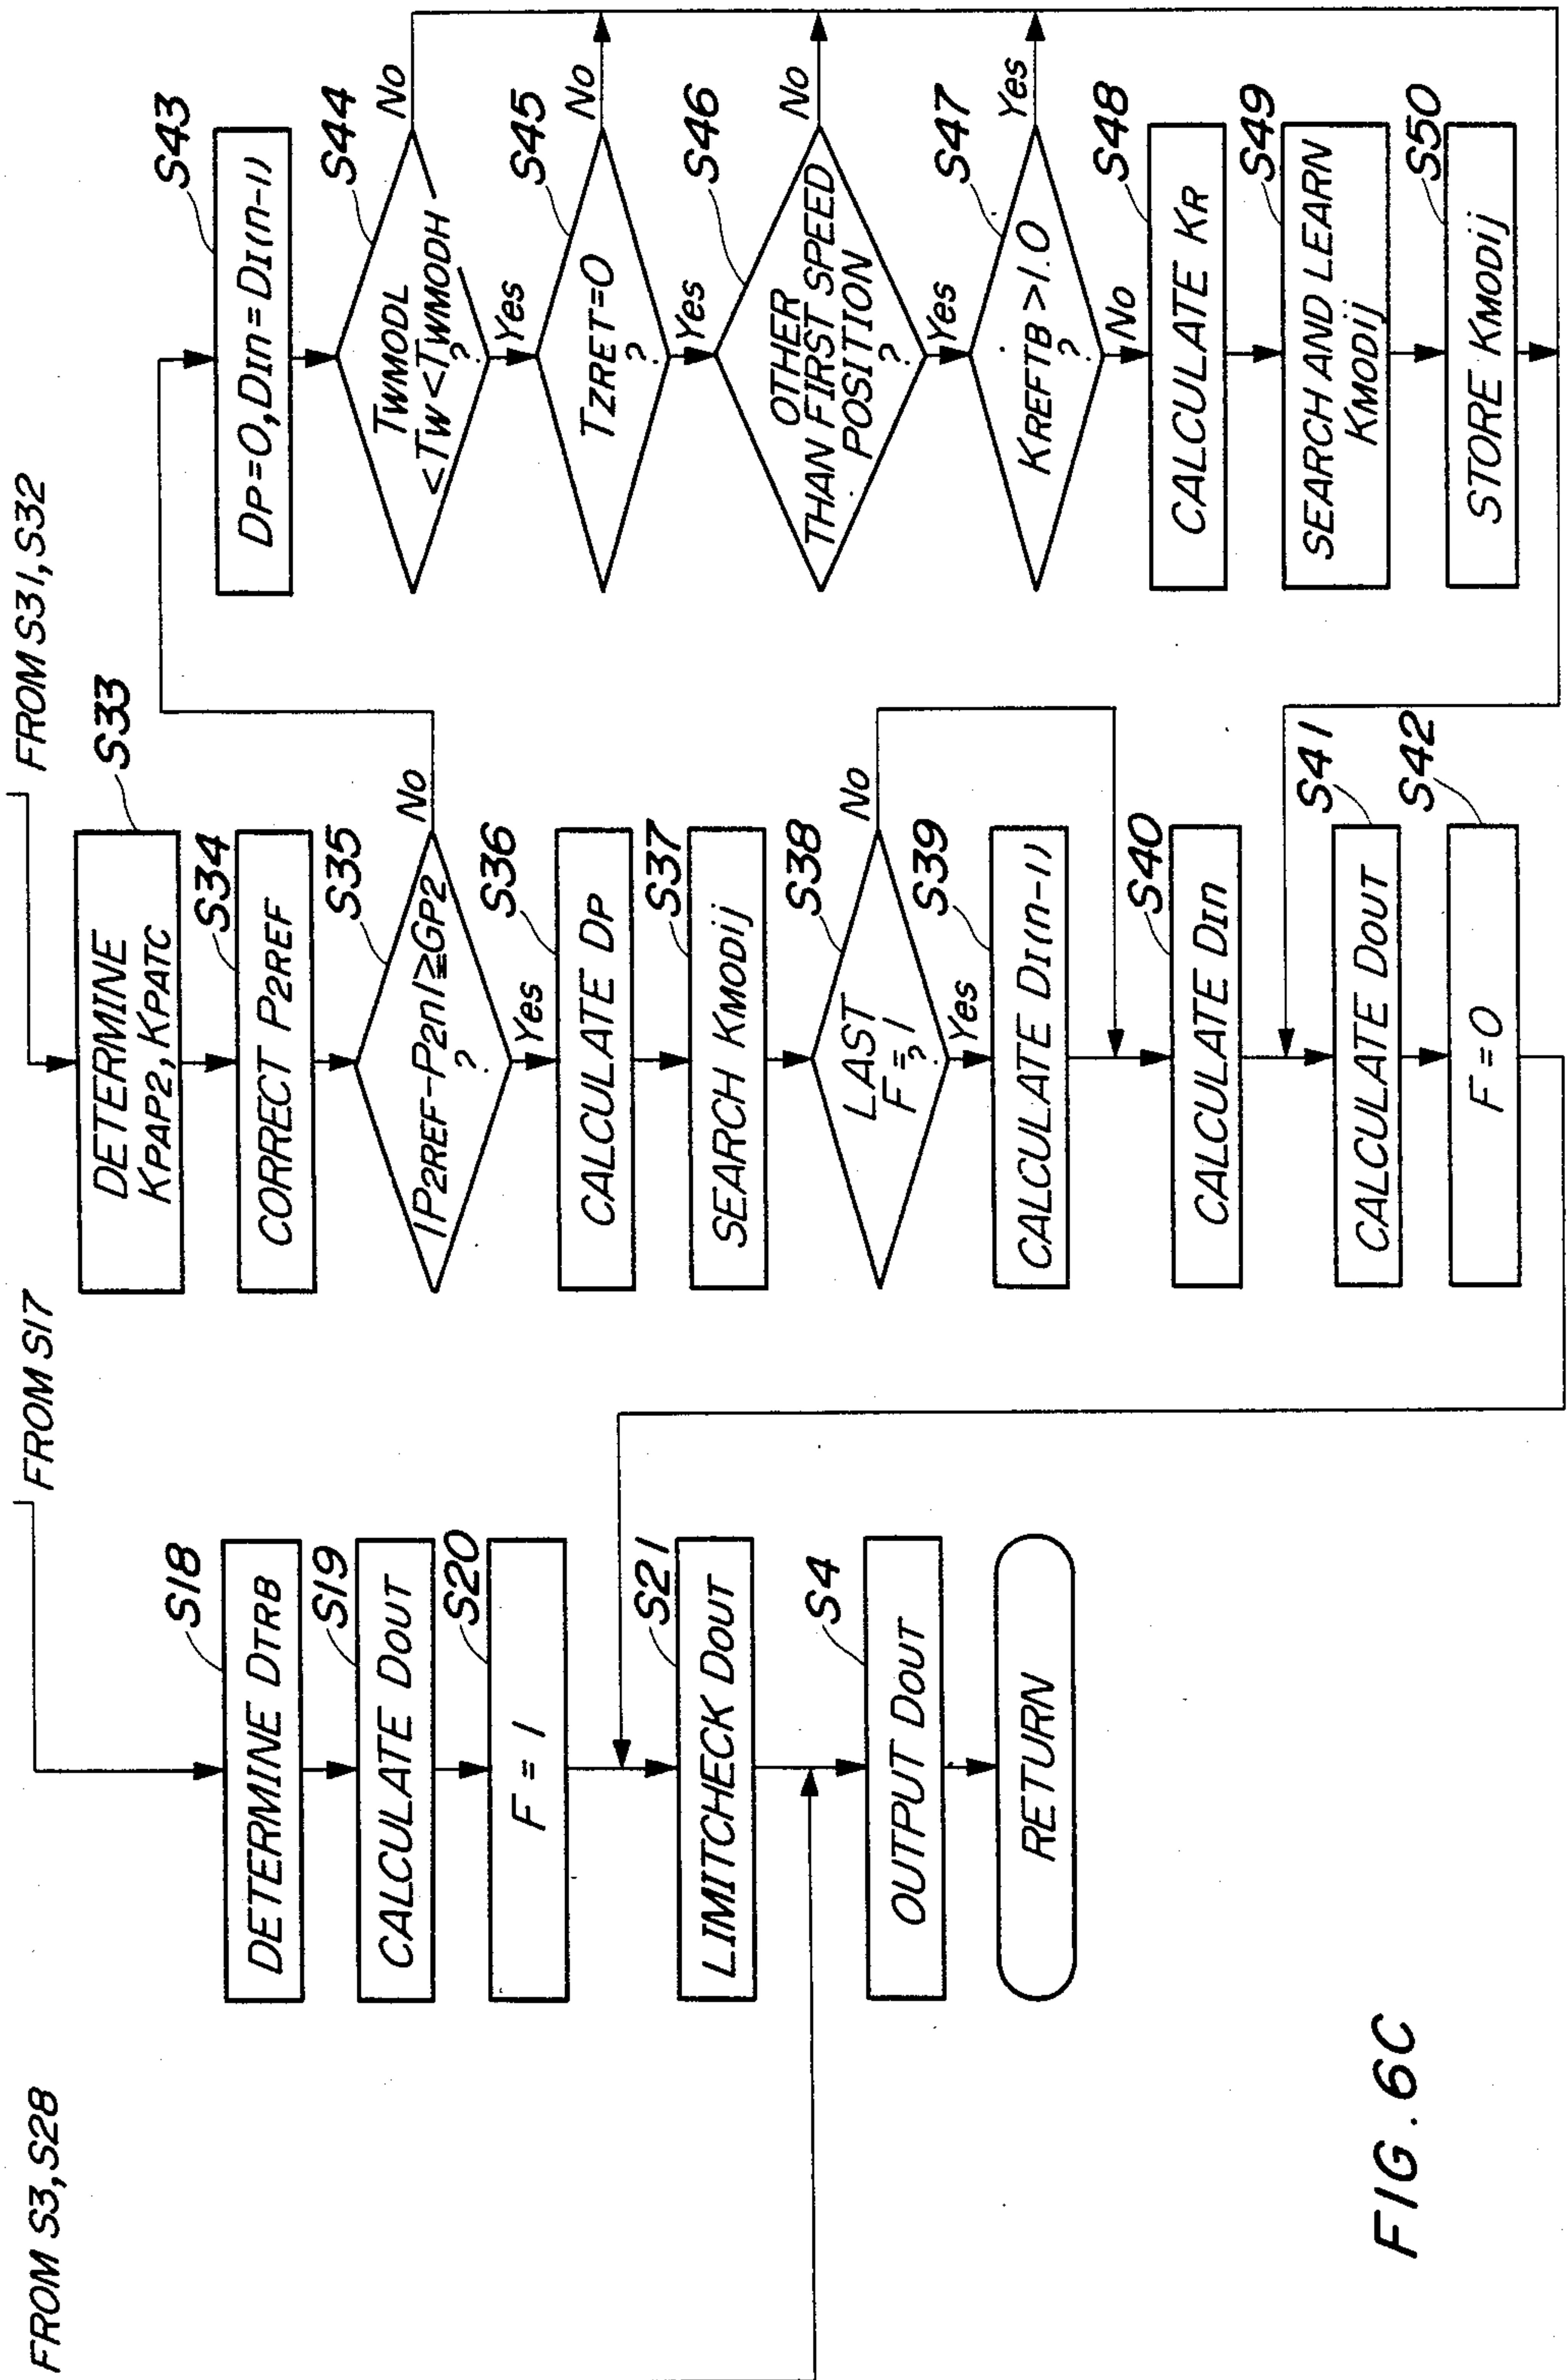 FROM S3, S28
FROM S17
S18
DETERMINE DTRB
S19
CALCULATE DOUT
S20
F = 1
S21
LIMITCHECK DOUT
S4
OUTPUT DOUT
RETURN
FROM S31, S32
S33
DETERMINE
KPAP2, KPATC
S34
CORRECT P2REF
S35
|P2REF-P2n|≧GP2
?
No
Yes
S36
CALCULATE DP
S37
SEARCH KMODij
S38
LAST
F = 1
?
No
Yes
S39
CALCULATE DI(n-1)
S40
CALCULATE DIn
S41
CALCULATE DOUT
S42
F = 0
S43
DP=0, DIn = DI(n-1)
S44
TWMODL
<TW<TWMODH
?
No
Yes
S45
TZRET=0
?
No
Yes
S46
OTHER
THAN FIRST SPEED
POSITION
?
No
Yes
S47
KREFTB>1.0
?
Yes
No
S48
CALCULATE KR
S49
SEARCH AND LEARN
KMODij
S50
STORE KMODij
FIG. 6C